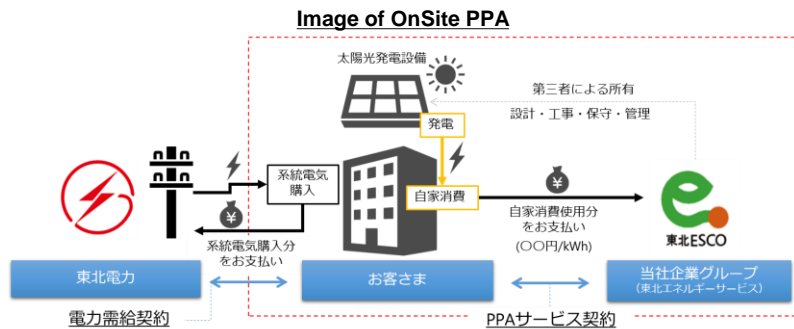 Image of OnSite PPA
太陽光発電設備
第三者による所有
設計・工事・保守・管理
発電
系統電気
購入
自家消費
¥
¥
系統電気購入分
をお支払い
自家消費使用分
をお支払い
(〇〇円/kWh)
東北ESCO
東北電力
お客さま
当社企業グループ
(東北エネルギーサービス)
電力需給契約
PPAサービス契約